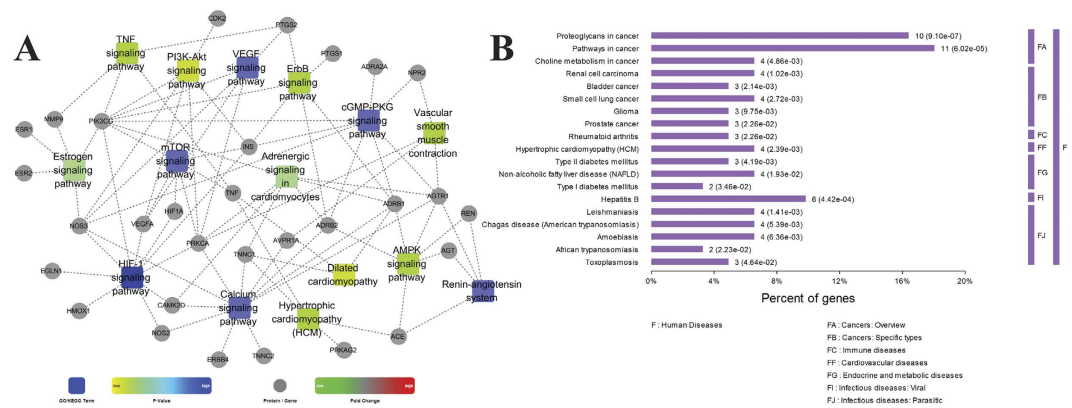 A
CDK2
PTGS2
TNF
signaling
pathway
PI3K-Akt
signaling
pathway
VEGF
signaling
pathway
ErbB
signaling
pathway
PTGS1
ADRA2A
NPR2
cGMP-PKG
signaling
pathway
Vascular
smooth
muscle
contraction
MMP9
ESR1
ESR2
Estrogen
signaling
pathway
mTOR
signaling
pathway
INS
Adrenergic
signaling
in
cardiomyocytes
TNF
AGTR1
ADRB1
REN
NOS3
VEGFA
HIF1A
PRKCA
AVPR1A
ADRB2
AGT
TNNC1
EGLN1
HIF-1
signaling
pathway
Dilated
cardiomyopathy
AMPK
signaling
pathway
Renin-angiotensin
system
HMOX1
CAMK2D
Calcium
signaling
pathway
Hypertrophic
cardiomyopathy
(HCM)
NOS2
ERBB4
TNNC2
PRKAG2
ACE
low
high
low
high
GO/KEGG Term
P-Value
Protein / Gene
Fold Change
B
Proteoglycans in cancer 10 (9.10e-07)
Pathways in cancer 11 (6.02e-05)
Choline metabolism in cancer 4 (4.86e-03)
Renal cell carcinoma 4 (1.02e-03)
Bladder cancer 3 (2.14e-03)
Small cell lung cancer 4 (2.72e-03)
Glioma 3 (9.75e-03)
Prostate cancer 3 (2.26e-02)
Rheumatoid arthritis 3 (2.26e-02)
Hypertrophic cardiomyopathy (HCM) 4 (2.39e-03)
Type II diabetes mellitus 3 (4.19e-03)
Non-alcoholic fatty liver disease (NAFLD) 4 (1.93e-02)
Type I diabetes mellitus 2 (3.46e-02)
Hepatitis B 6 (4.42e-04)
Leishmaniasis 4 (1.41e-03)
Chagas disease (American trypanosomiasis) 4 (5.39e-03)
Amoebiasis 4 (6.36e-03)
African trypanosomiasis 2 (2.23e-02)
Toxoplasmosis 3 (4.64e-02)
FA
FB
FC
FF
FG
FI
FJ
F
0% 4% 8% 12% 16% 20%
Percent of genes
F : Human Diseases
FA : Cancers: Overview
FB : Cancers: Specific types
FC : Immune diseases
FF : Cardiovascular diseases
FG : Endocrine and metabolic diseases
FI : Infectious diseases: Viral
FJ : Infectious diseases: Parasitic